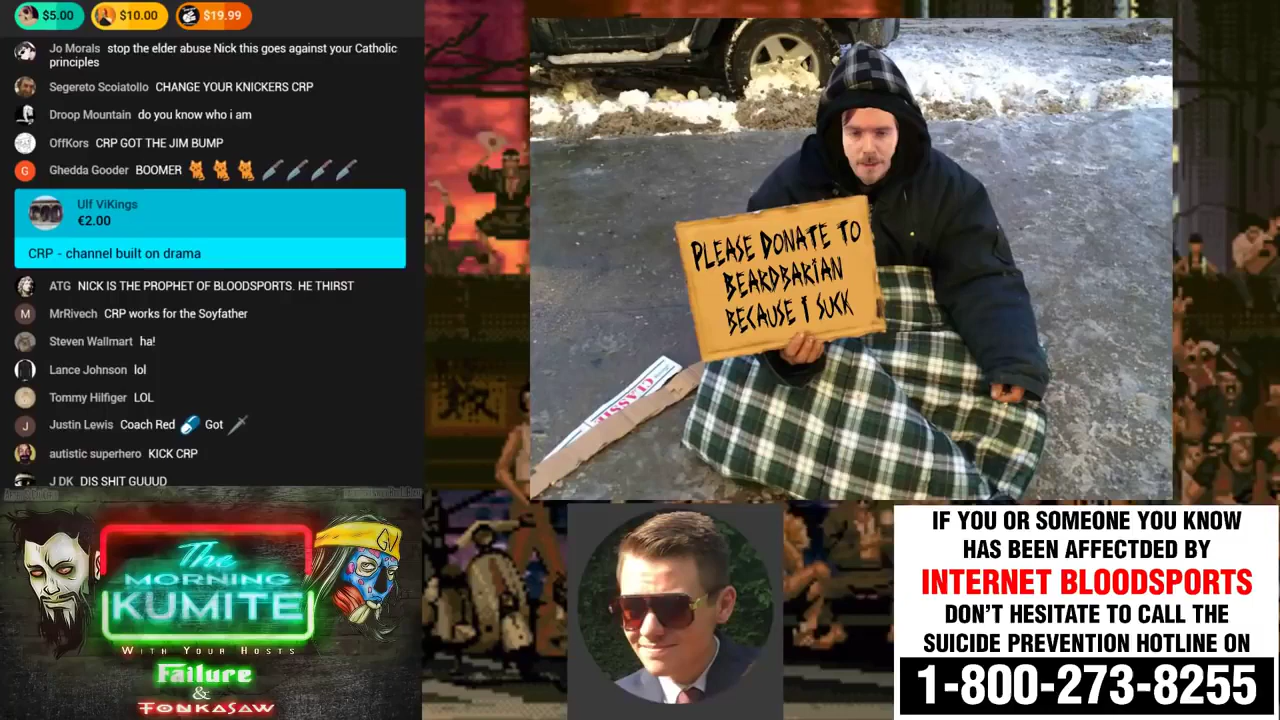 $5.00 $10.00 $19.99
Jo Morals stop the elder abuse Nick this goes against your Catholic
principles
Segereto Scoiatollo CHANGE YOUR KNICKERS CRP
Droop Mountain do you know who i am
OffKors CRP GOT THE JIM BUMP
G Ghedda Gooder BOOMER
Ulf ViKings
€2.00
CRP - channel built on drama
ATG NICK IS THE PROPHET OF BLOODSPORTS. HE THIRST
M MrRivech CRP works for the Soyfather
Steven Wallmart ha!
Lance Johnson lol
Tommy Hilfiger LOL
J Justin Lewis Coach Red Got
autistic superhero KICK CRP
J DK DIS SHIT GUUUD
The
MORNING
KUMITE
WITH YOUR HOSTS
Failure
&
TONKASAW
PLEASE DONATE TO
BEARDBARIAN
BECAUSE I SUCK
IF YOU OR SOMEONE YOU KNOW
HAS BEEN AFFECTDED BY
INTERNET BLOODSPORTS
DON'T HESITATE TO CALL THE
SUICIDE PREVENTION HOTLINE ON
1-800-273-8255